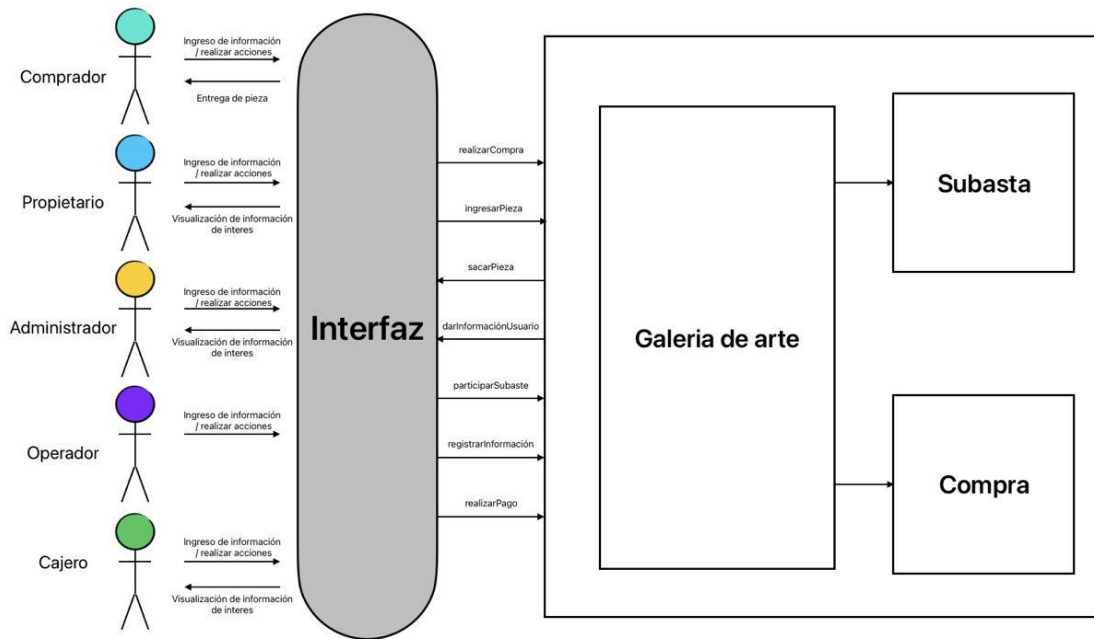 Comprador
Ingreso de información
/ realizar acciones
Entrega de pieza
Propietario
Ingreso de información
/ realizar acciones
Visualización de información
de interes
Administrador
Ingreso de información
/ realizar acciones
Visualización de información
de interes
Operador
Ingreso de información
/ realizar acciones
Cajero
Ingreso de información
/ realizar acciones
Visualización de información
de interes
Interfaz
realizarCompra
ingresarPieza
sacarPieza
darInformaciónUsuario
participarSubaste
registrarInformación
realizarPago
Galeria de arte
Subasta
Compra